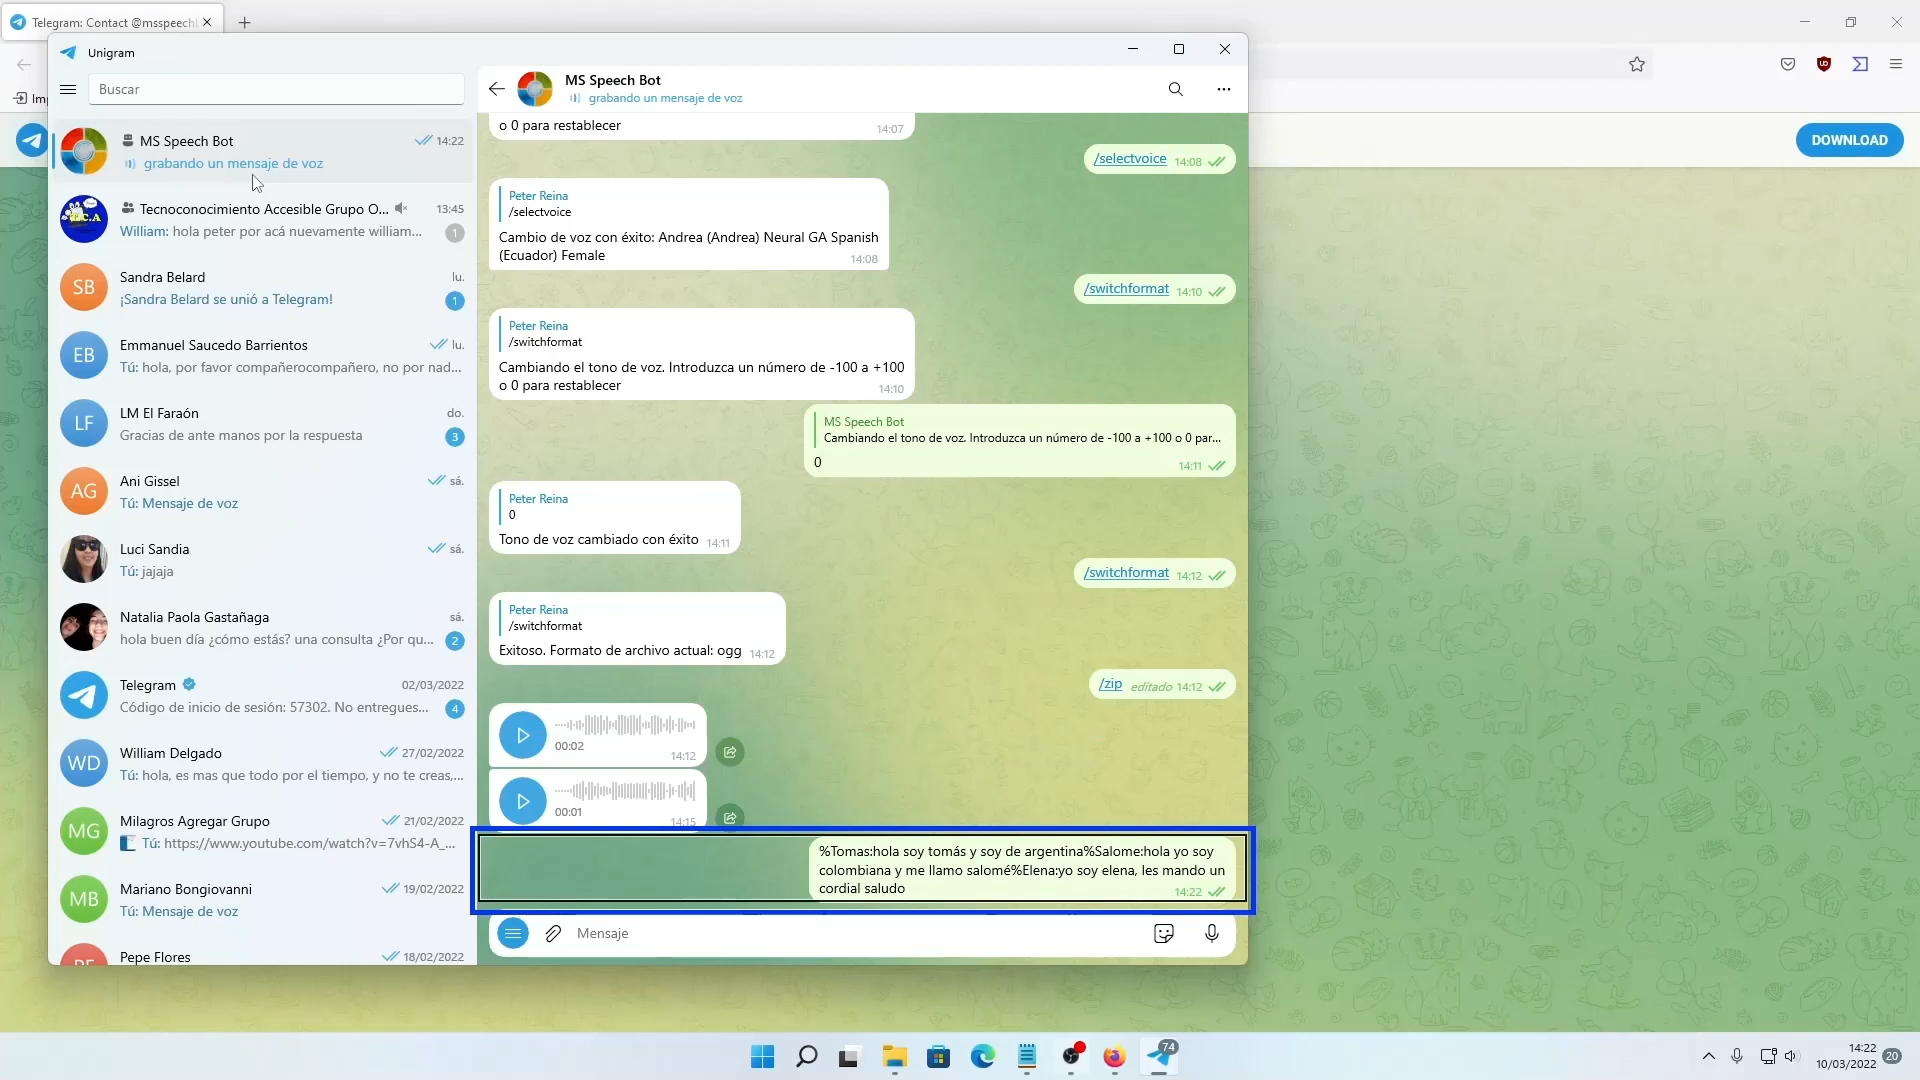 Telegram: Contact @msspeech
Unigram
Buscar
MS Speech Bot
14:22
grabando un mensaje de voz
Tecnoconocimiento Accesible Grupo O...
13:45
William: hola peter por acá nuevamente william...
1
SB
Sandra Belard
lu.
¡Sandra Belard se unió a Telegram!
1
EB
Emmanuel Saucedo Barrientos
lu.
Tú: hola, por favor compañerocompañero, no por nad...
LF
LM El Faraón
do.
Gracias de ante manos por la respuesta
3
AG
Ani Gissel
sá.
Tú: Mensaje de voz
Luci Sandia
sá.
Tú: jajaja
Natalia Paola Gastañaga
sá.
hola buen día ¿cómo estás? una consulta ¿Por qu...
2
Telegram
02/03/2022
Código de inicio de sesión: 57302. No entregues...
4
WD
William Delgado
27/02/2022
Tú: hola, es mas que todo por el tiempo, y no te creas,...
MG
Milagros Agregar Grupo
21/02/2022
Tú: https://www.youtube.com/watch?v=7vhS4-A_...
MB
Mariano Bongiovanni
19/02/2022
Tú: Mensaje de voz
Pepe Flores
18/02/2022
MS Speech Bot
grabando un mensaje de voz
o 0 para restablecer
14:07
/selectvoice 14:08
Peter Reina
/selectvoice
Cambio de voz con éxito: Andrea (Andrea) Neural GA Spanish
(Ecuador) Female
14:08
/switchformat 14:10
Peter Reina
/switchformat
Cambiando el tono de voz. Introduzca un número de -100 a +100
o 0 para restablecer
14:10
MS Speech Bot
Cambiando el tono de voz. Introduzca un número de -100 a +100 o 0 par...
0
14:11
Peter Reina
0
Tono de voz cambiado con éxito 14:11
/switchformat 14:12
Peter Reina
/switchformat
Exitoso. Formato de archivo actual: ogg 14:12
/zip editado 14:12
00:02
14:12
00:01
14:15
%Tomas:hola soy tomás y soy de argentina%Salome:hola yo soy
colombiana y me llamo salomé%Elena:yo soy elena, les mando un
cordial saludo
14:22
Mensaje
DOWNLOAD
74
14:22
10/03/2022
20